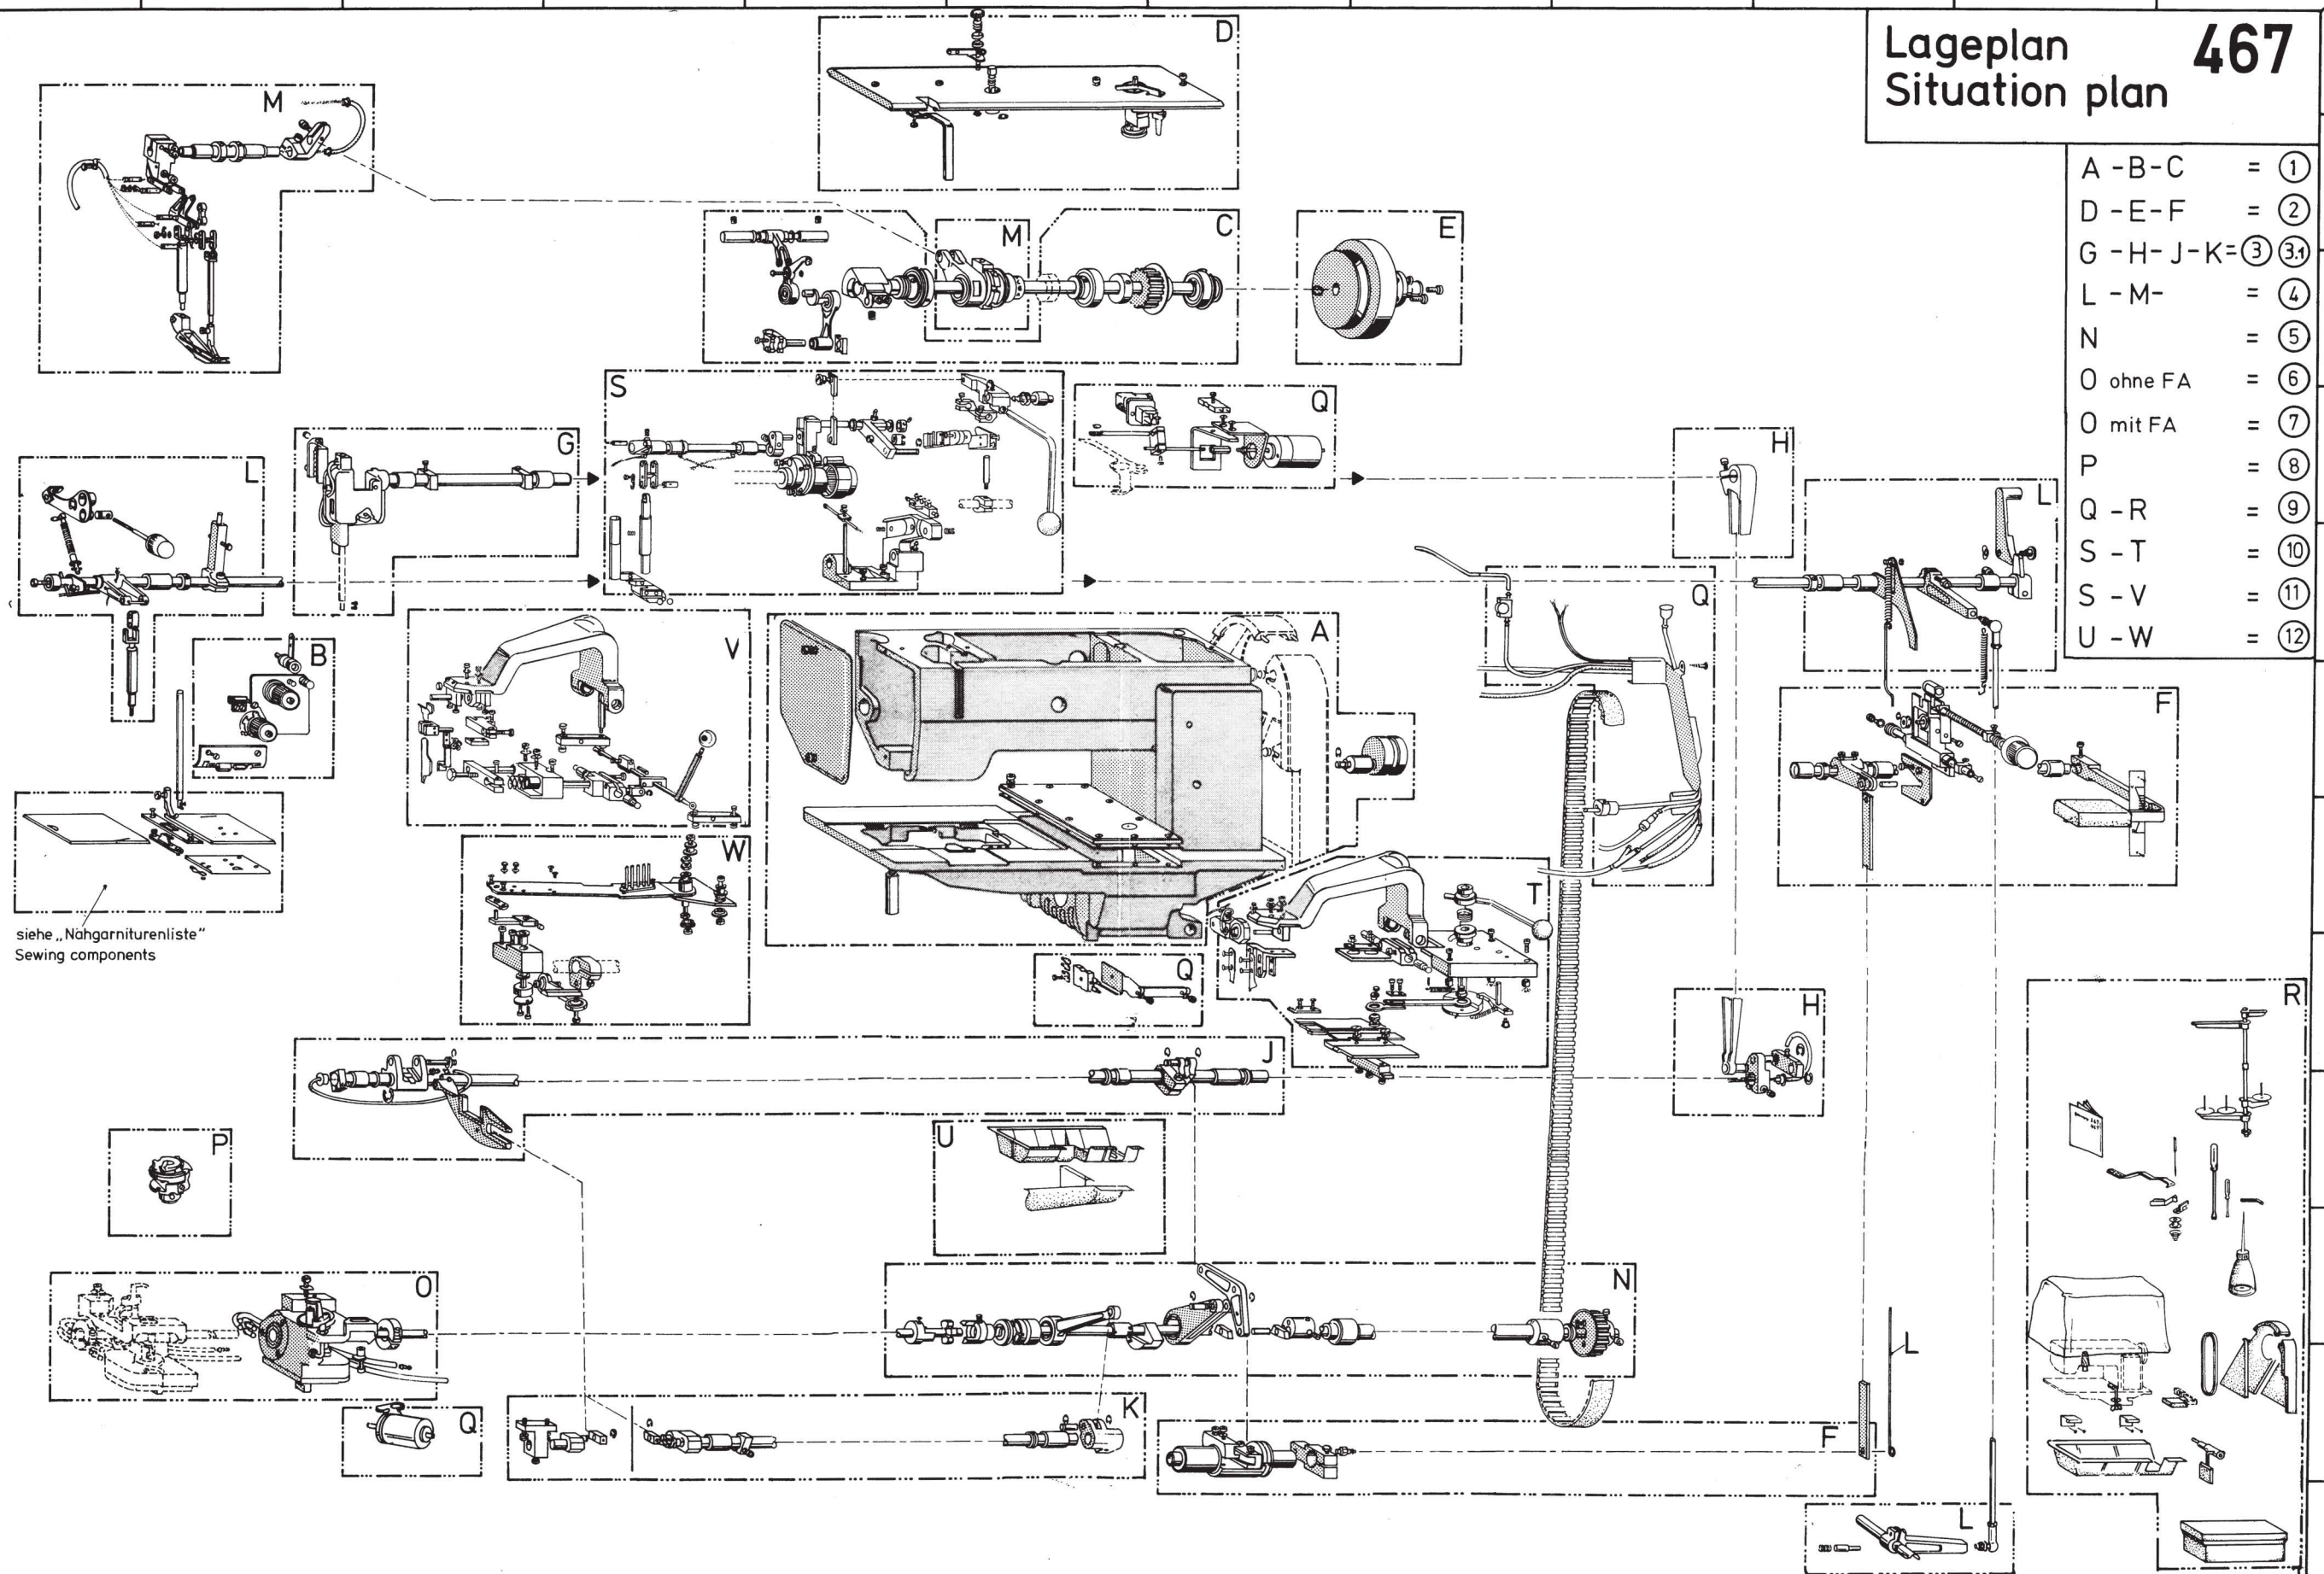 Lageplan 467
Situation plan
A - B - C = 1
D - E - F = 2
G - H - J - K = 3 3.1
L - M - = 4
N = 5
O ohne FA = 6
O mit FA = 7
P = 8
Q - R = 9
S - T = 10
S - V = 11
U - W = 12
D
M
M
C
E
S
Q
G
H
L
L
B
V
A
Q
F
W
T
siehe „Nähgarniturenliste"
Sewing components
Q
H
R
J
P
U
O
N
L
Q
K
F
L